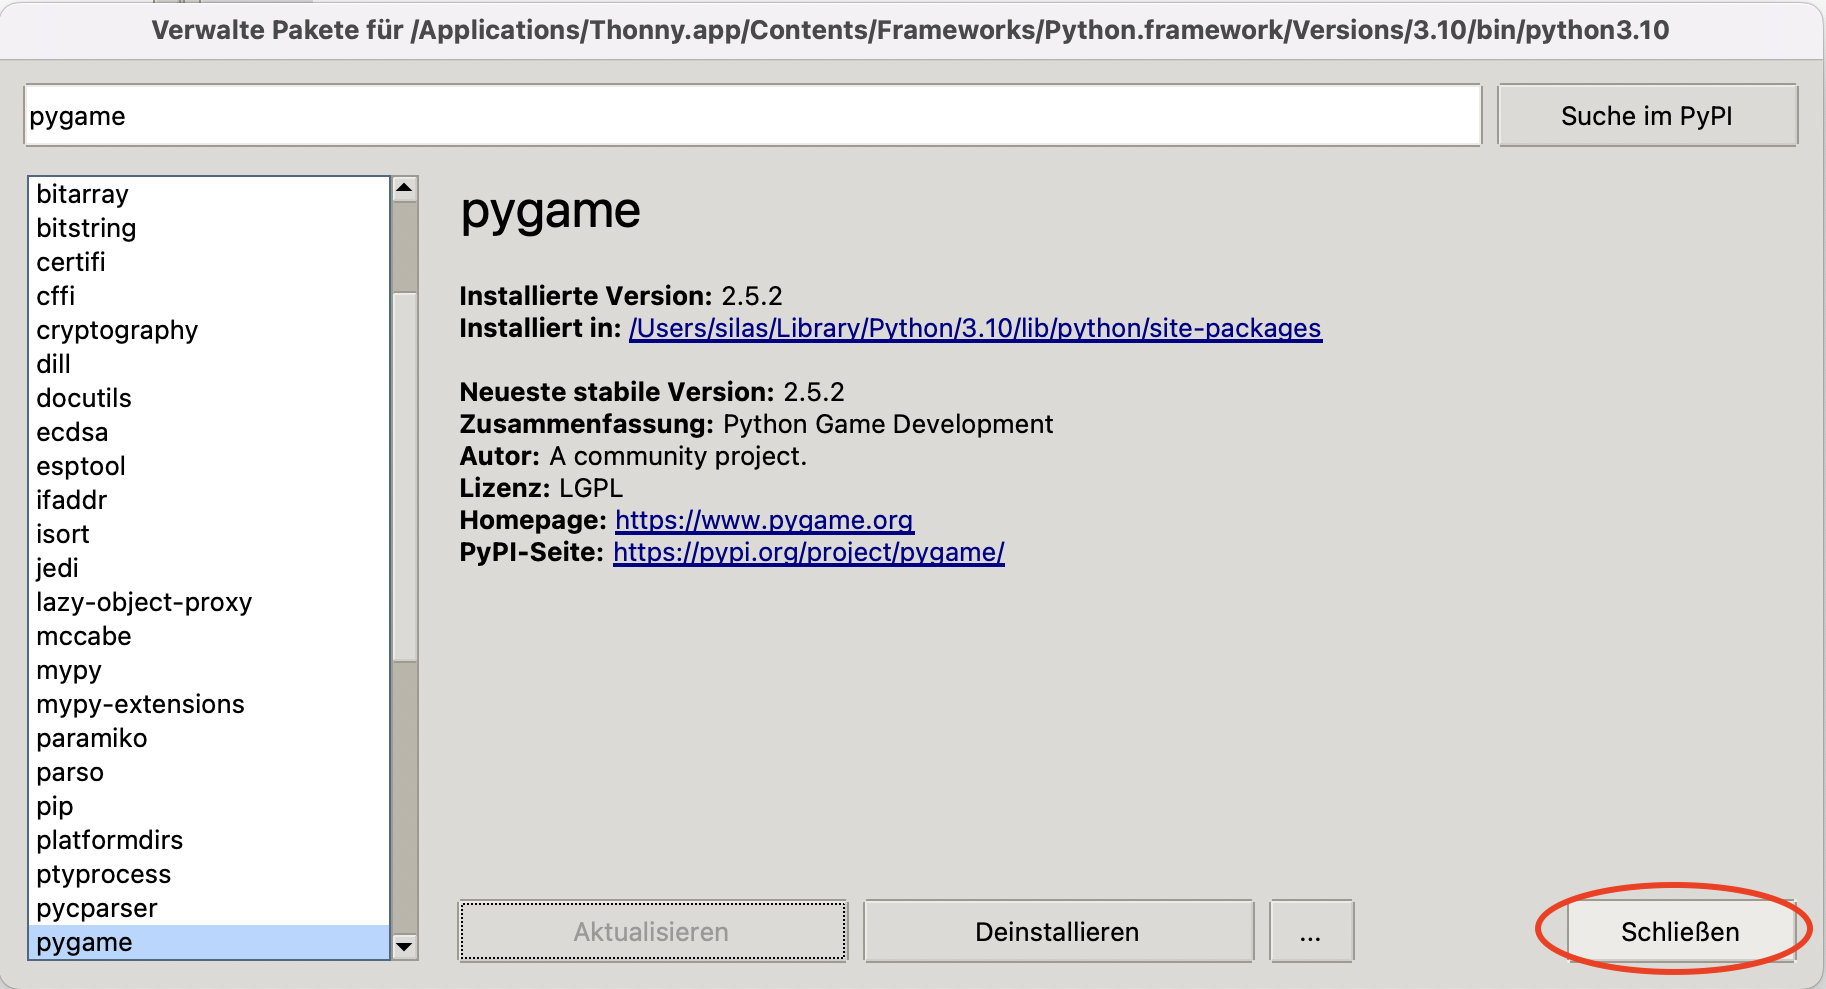 Verwalte Pakete für /Applications/Thonny.app/Contents/Frameworks/Python.framework/Versions/3.10/bin/python3.10
pygame
Suche im PyPI
bitarray
bitstring
certifi
cffi
cryptography
dill
docutils
ecdsa
esptool
ifaddr
isort
jedi
lazy-object-proxy
mccabe
mypy
mypy-extensions
paramiko
parso
pip
platformdirs
ptyprocess
pycparser
pygame
pygame
Installierte Version: 2.5.2
Installiert in: /Users/silas/Library/Python/3.10/lib/python/site-packages
Neueste stabile Version: 2.5.2
Zusammenfassung: Python Game Development
Autor: A community project.
Lizenz: LGPL
Homepage: https://www.pygame.org
PyPI-Seite: https://pypi.org/project/pygame/
Aktualisieren
Deinstallieren
...
Schließen